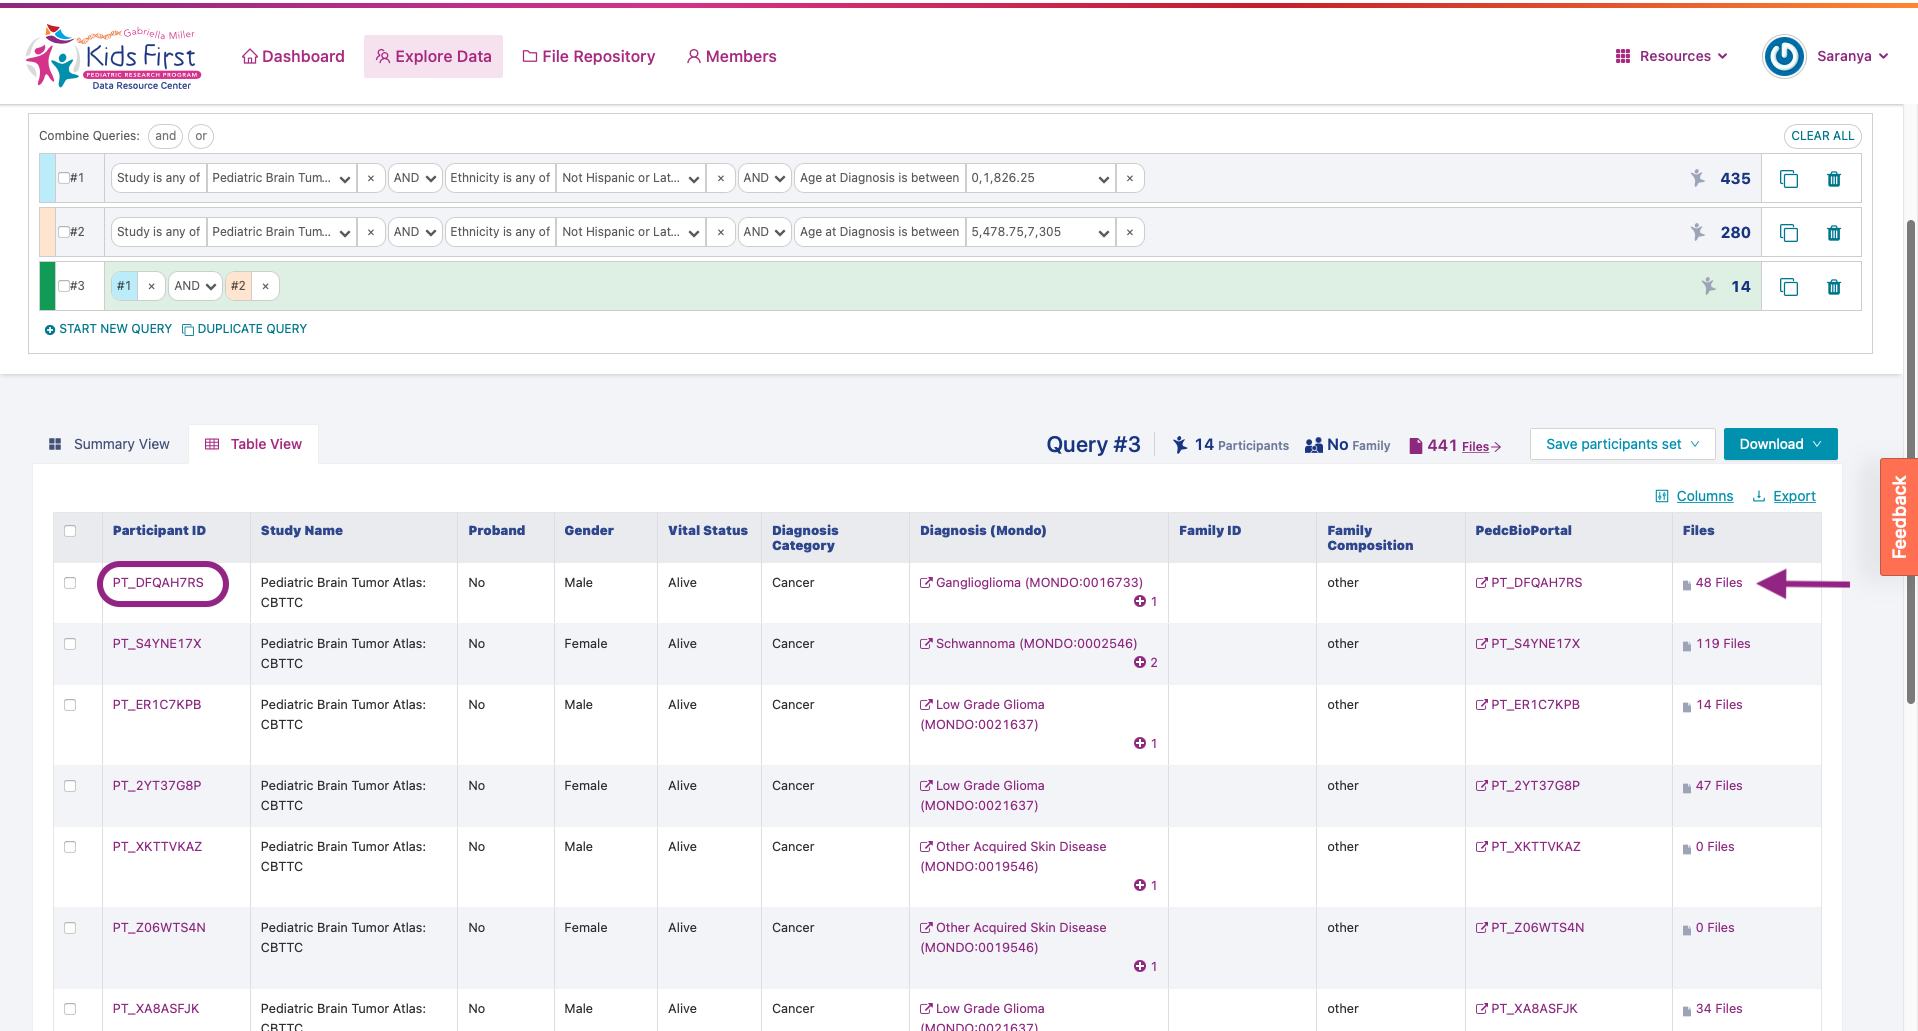 Gabriella Miller
Kids First
PEDIATRIC RESEARCH PROGRAM
Data Resource Center
Dashboard
Explore Data
File Repository
Members
Resources
Saranya
Combine Queries: and or
CLEAR ALL
#1 Study is any of Pediatric Brain Tum... × AND Ethnicity is any of Not Hispanic or Lat... × AND Age at Diagnosis is between 0,1,826.25 × 435
#2 Study is any of Pediatric Brain Tum... × AND Ethnicity is any of Not Hispanic or Lat... × AND Age at Diagnosis is between 5,478.75,7,305 × 280
#3 #1 × AND #2 × 14
START NEW QUERY DUPLICATE QUERY
Summary View
Table View
Query #3 14 Participants No Family 441 Files
Save participants set
Download
Feedback
Columns Export
Participant ID Study Name Proband Gender Vital Status Diagnosis Category Diagnosis (Mondo) Family ID Family Composition PedcBioPortal Files
PT_DFQAH7RS Pediatric Brain Tumor Atlas: No Male Alive Cancer Ganglioglioma (MONDO:0016733) other PT_DFQAH7RS 48 Files
CBTTC 1
PT_S4YNE17X Pediatric Brain Tumor Atlas: No Female Alive Cancer Schwannoma (MONDO:0002546) other PT_S4YNE17X 119 Files
CBTTC 2
PT_ER1C7KPB Pediatric Brain Tumor Atlas: No Male Alive Cancer Low Grade Glioma other PT_ER1C7KPB 14 Files
CBTTC (MONDO:0021637)
1
PT_2YT37G8P Pediatric Brain Tumor Atlas: No Female Alive Cancer Low Grade Glioma other PT_2YT37G8P 47 Files
CBTTC (MONDO:0021637)
PT_XKTTVKAZ Pediatric Brain Tumor Atlas: No Male Alive Cancer Other Acquired Skin Disease other PT_XKTTVKAZ 0 Files
CBTTC (MONDO:0019546)
1
PT_Z06WTS4N Pediatric Brain Tumor Atlas: No Female Alive Cancer Other Acquired Skin Disease other PT_Z06WTS4N 0 Files
CBTTC (MONDO:0019546)
1
PT_XA8ASFJK Pediatric Brain Tumor Atlas: No Male Alive Cancer Low Grade Glioma other PT_XA8ASFJK 34 Files
CBTTC (MONDO:0021637)